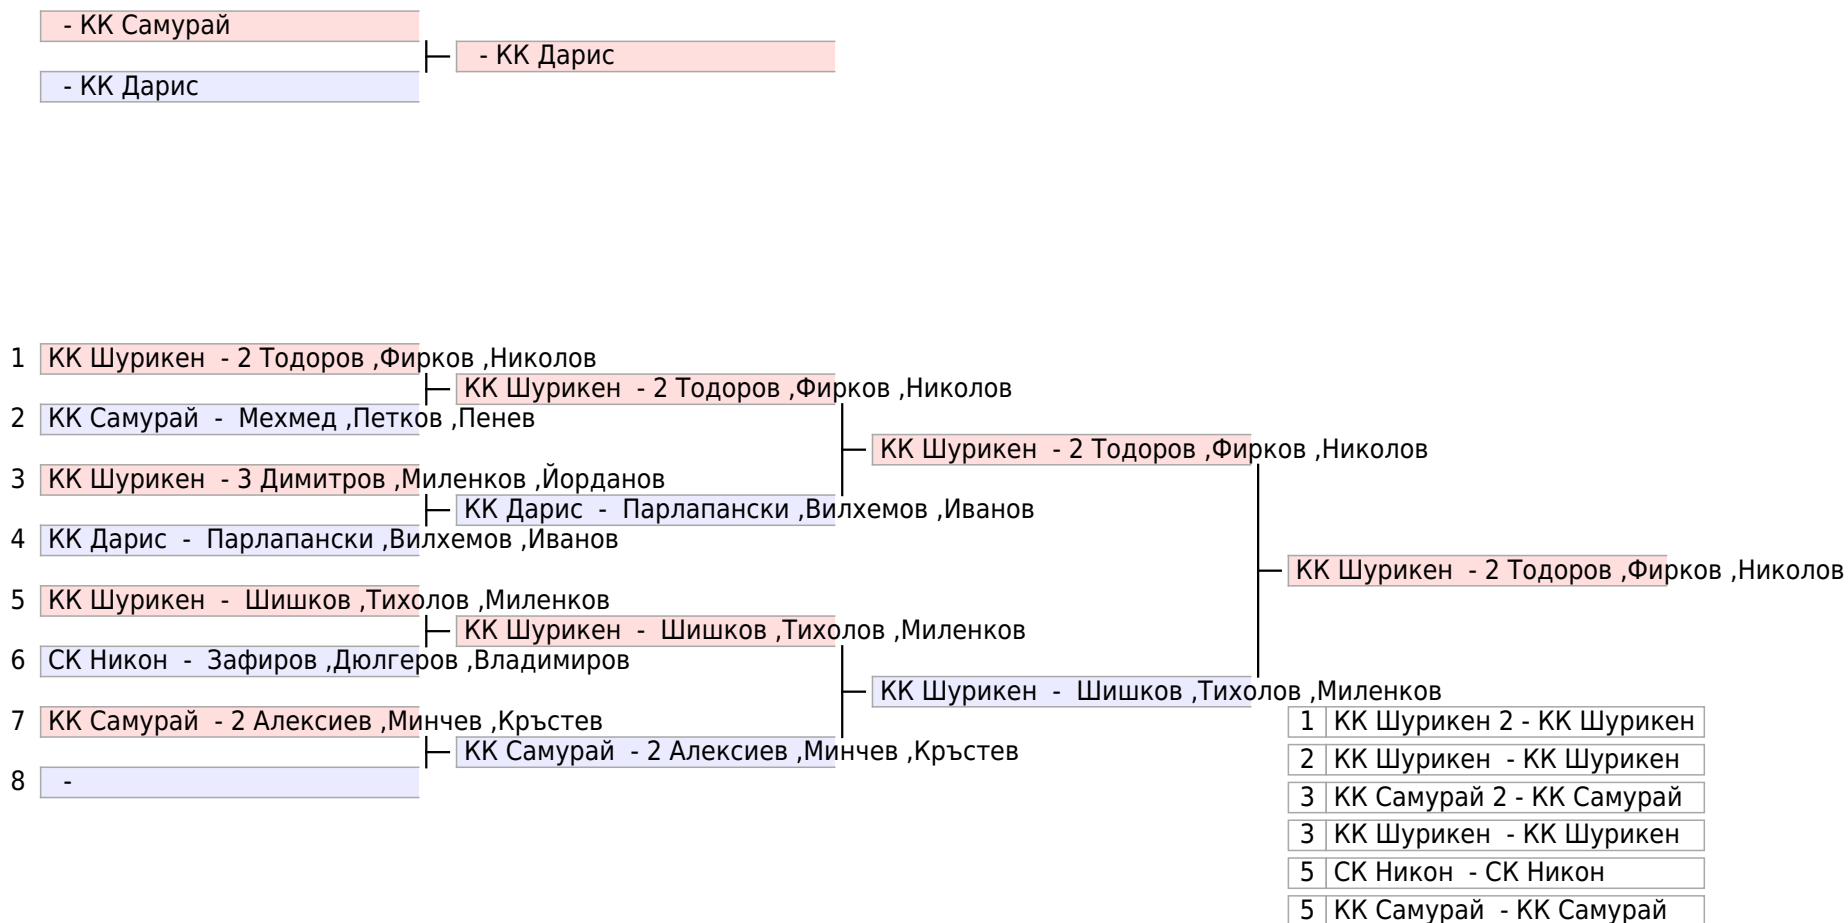 - КК Самурай
- КК Дарис
- КК Дарис
1 КК Шурикен - 2 Тодоров ,Фирков ,Николов
КК Шурикен - 2 Тодоров ,Фирков ,Николов
2 КК Самурай - Мехмед ,Петков ,Пенев
КК Шурикен - 2 Тодоров ,Фирков ,Николов
3 КК Шурикен - 3 Димитров ,Миленков ,Йорданов
КК Дарис - Парлапански ,Вилхемов ,Иванов
4 КК Дарис - Парлапански ,Вилхемов ,Иванов
КК Шурикен - 2 Тодоров ,Фирков ,Николов
5 КК Шурикен - Шишков ,Тихолов ,Миленков
КК Шурикен - Шишков ,Тихолов ,Миленков
6 СК Никон - Зафиров ,Дюлгеров ,Владимиров
КК Шурикен - Шишков ,Тихолов ,Миленков
7 КК Самурай - 2 Алексиев ,Минчев ,Кръстев
КК Самурай - 2 Алексиев ,Минчев ,Кръстев
8 -
1 КК Шурикен 2 - КК Шурикен
2 КК Шурикен - КК Шурикен
3 КК Самурай 2 - КК Самурай
3 КК Шурикен - КК Шурикен
5 СК Никон - СК Никон
5 КК Самурай - КК Самурай